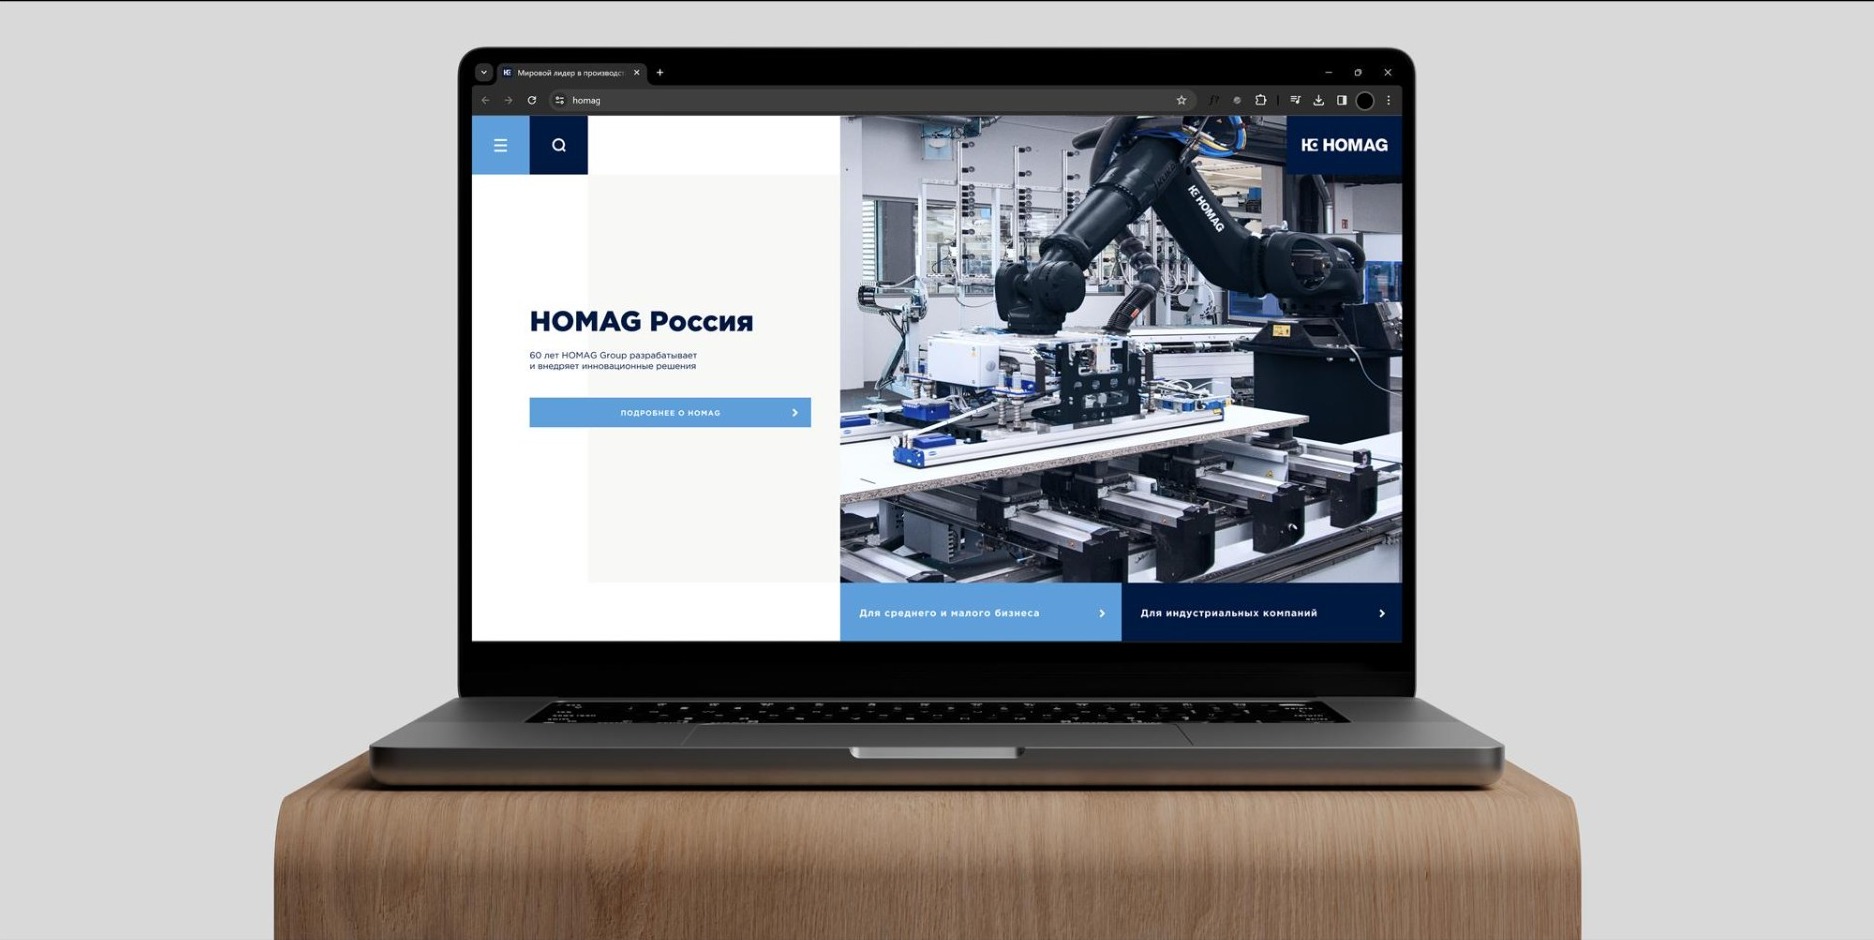 Мировой лидер в производст
homag
HOMAG
HOMAG
HOMAG Россия
60 лет HOMAG Group разрабатывает
и внедряет инновационные решения
ПОДРОБНЕЕ О HOMAG
Для среднего и малого бизнеса
Для индустриальных компаний